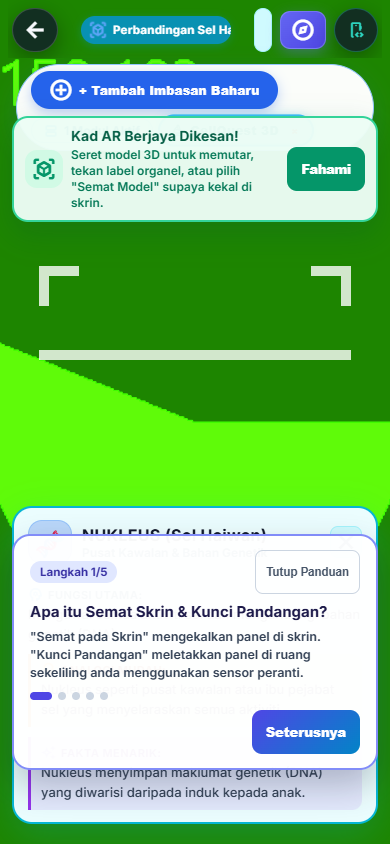 Perbandingan Sel Ha
+ Tambah Imbasan Baharu
Kad AR Berjaya Dikesan!
Seret model 3D untuk memutar,
tekan label organel, atau pilih
"Semat Model" supaya kekal di
skrin.
Fahami
NUKLEUS (Sel Haiwan)
Langkah 1/5
Tutup Panduan
Apa itu Semat Skrin & Kunci Pandangan?
"Semat pada Skrin" mengekalkan panel di skrin.
"Kunci Pandangan" meletakkan panel di ruang
sekeliling anda menggunakan sensor peranti.
Seterusnya
Nukleus menyimpan maklumat genetik (DNA)
yang diwarisi daripada induk kepada anak.